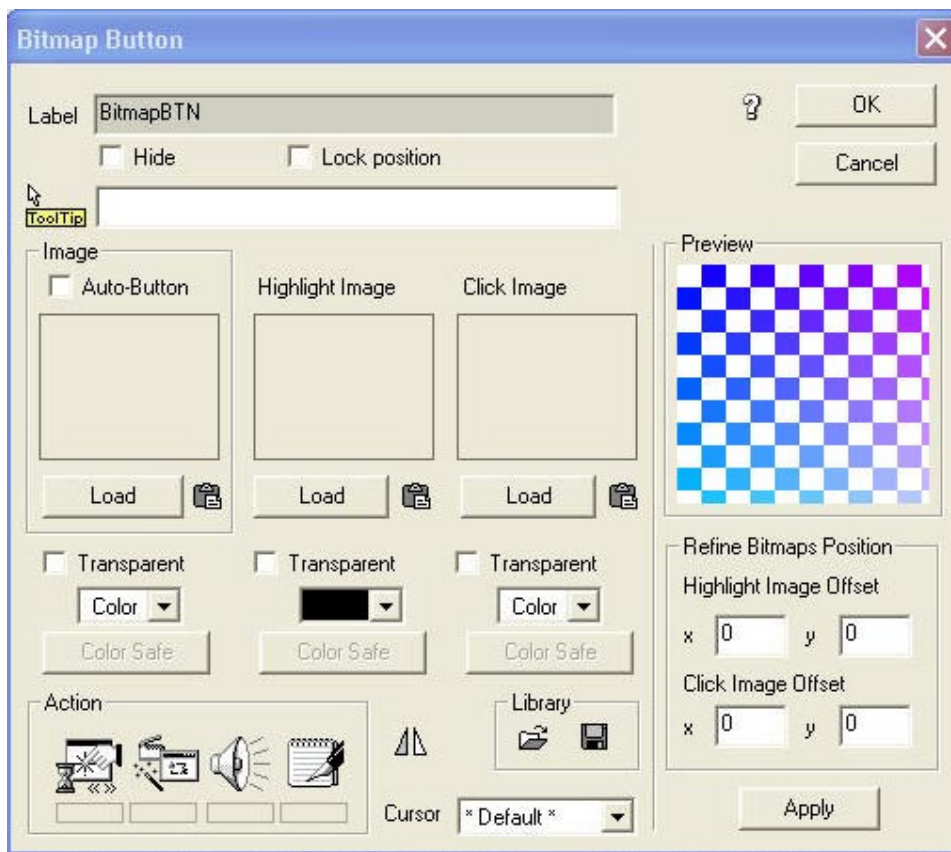 Bitmap Button
Label BitmapBTN OK
Hide Lock position Cancel
ToolTip
Image Preview
Auto-Button Highlight Image Click Image
Load Load Load
Refine Bitmaps Position
Transparent Transparent Transparent
Highlight Image Offset
Color Color
x 0 y 0
Color Safe Color Safe Color Safe
Click Image Offset
Action Library
x 0 y 0
Cursor * Default * Apply